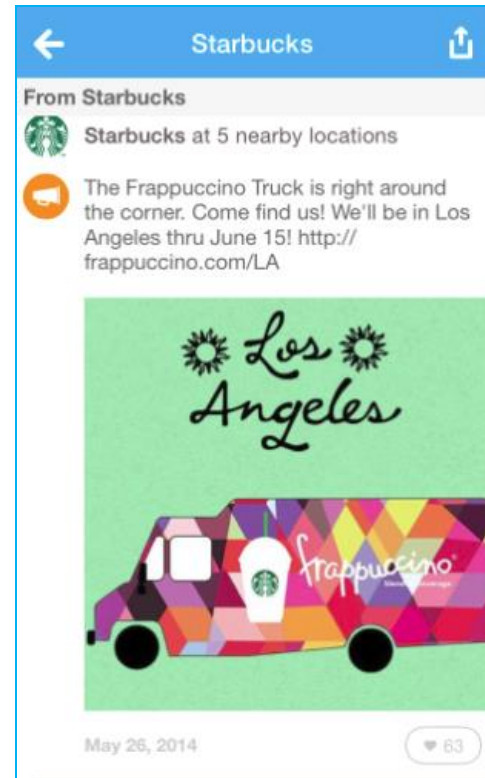 Starbucks
From Starbucks
Starbucks at 5 nearby locations
The Frappuccino Truck is right around
the corner. Come find us! We'll be in Los
Angeles thru June 15! http://
frappuccino.com/LA
Los
Angeles
frappuccino®
blended beverage
May 26, 2014
63